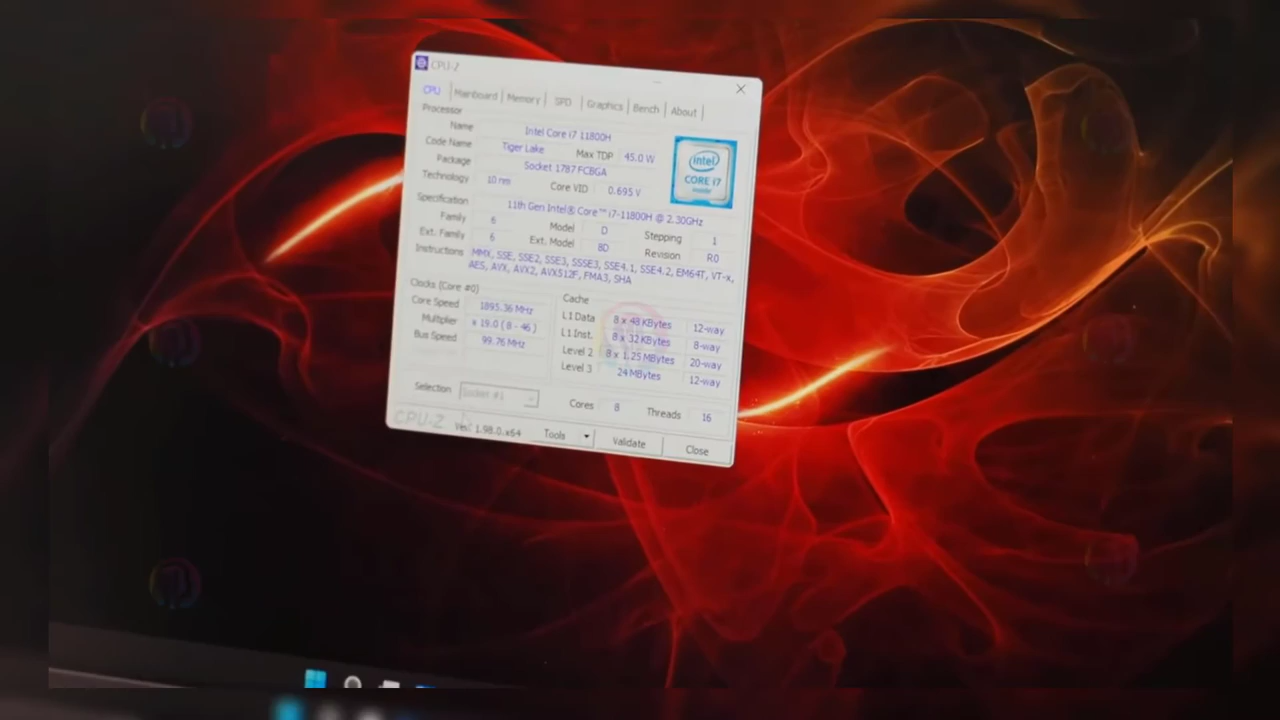 CPU-Z
CPU Mainboard Memory SPD Graphics Bench About
Processor
Name Intel Core i7 11800H
Code Name Tiger Lake Max TDP 45.0 W
Package Socket 1787 FCBGA
Technology 10 nm Core VID 0.695 V
Specification 11th Gen Intel® Core™ i7-11800H @ 2.30GHz
Family 6 Model D Stepping 1
Ext. Family 6 Ext. Model 8D Revision R0
Instructions MMX, SSE, SSE2, SSE3, SSSE3, SSE4.1, SSE4.2, EM64T, VT-x,
AES, AVX, AVX2, AVX512F, FMA3, SHA
intel
CORE i7
inside
Clocks (Core #0)
Core Speed 1895.36 MHz
Multiplier x 19.0 ( 8 - 46 )
Bus Speed 99.76 MHz
Cache
L1 Data 8 x 48 KBytes 12-way
L1 Inst. 8 x 32 KBytes 8-way
Level 2 8 x 1.25 MBytes 20-way
Level 3 24 MBytes 12-way
Selection Socket #1 Cores 8 Threads 16
CPU-Z Ver. 1.98.0.x64 Tools Validate Close